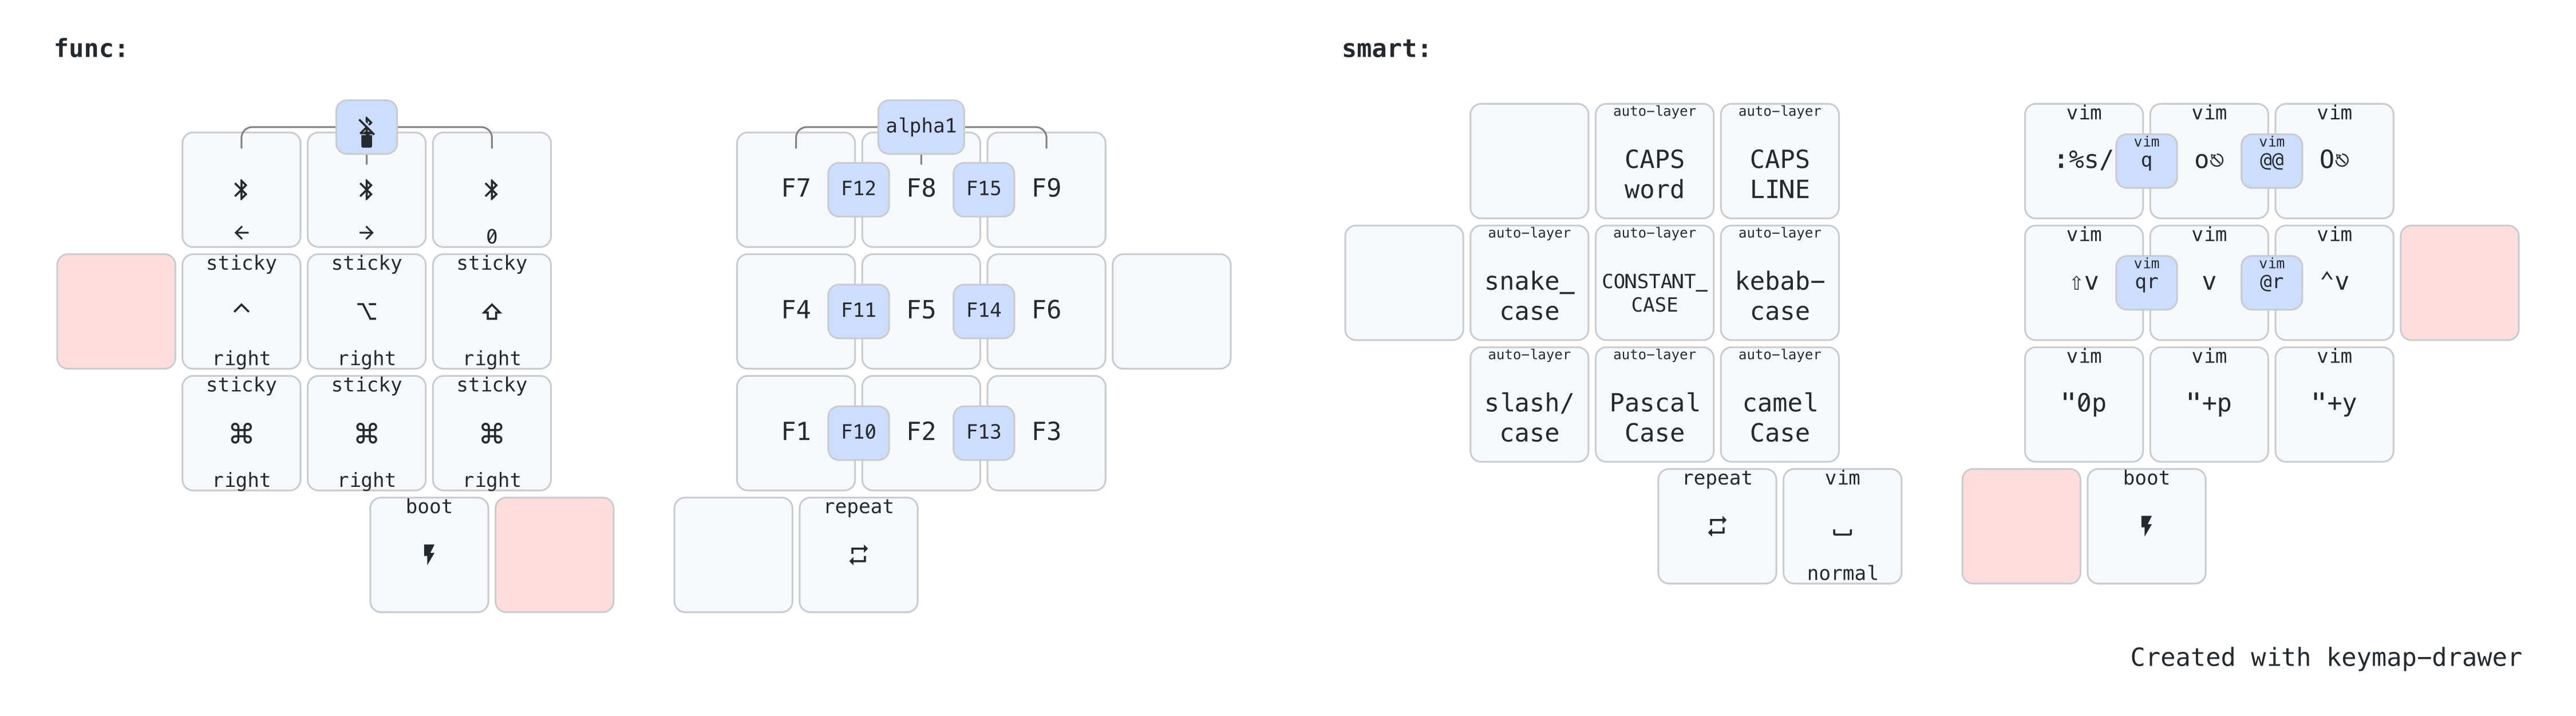 func:
smart:
alpha1
F7 F12 F8 F15 F9
← → 0
sticky sticky sticky
^ ⌥ ⇧
right right right
F4 F11 F5 F14 F6
sticky sticky sticky
⌘ ⌘ ⌘
right right right
F1 F10 F2 F13 F3
boot
repeat
auto-layer auto-layer
CAPS CAPS
word LINE
vim vim vim vim vim
:%s/ q o⎋ @@ O⎋
auto-layer auto-layer auto-layer
snake_ CONSTANT_ kebab-
case CASE case
vim vim vim vim vim
⇧v qr v @r ^v
auto-layer auto-layer auto-layer
slash/ Pascal camel
case Case Case
vim vim vim
"0p "+p "+y
repeat vim
normal
boot
Created with keymap-drawer